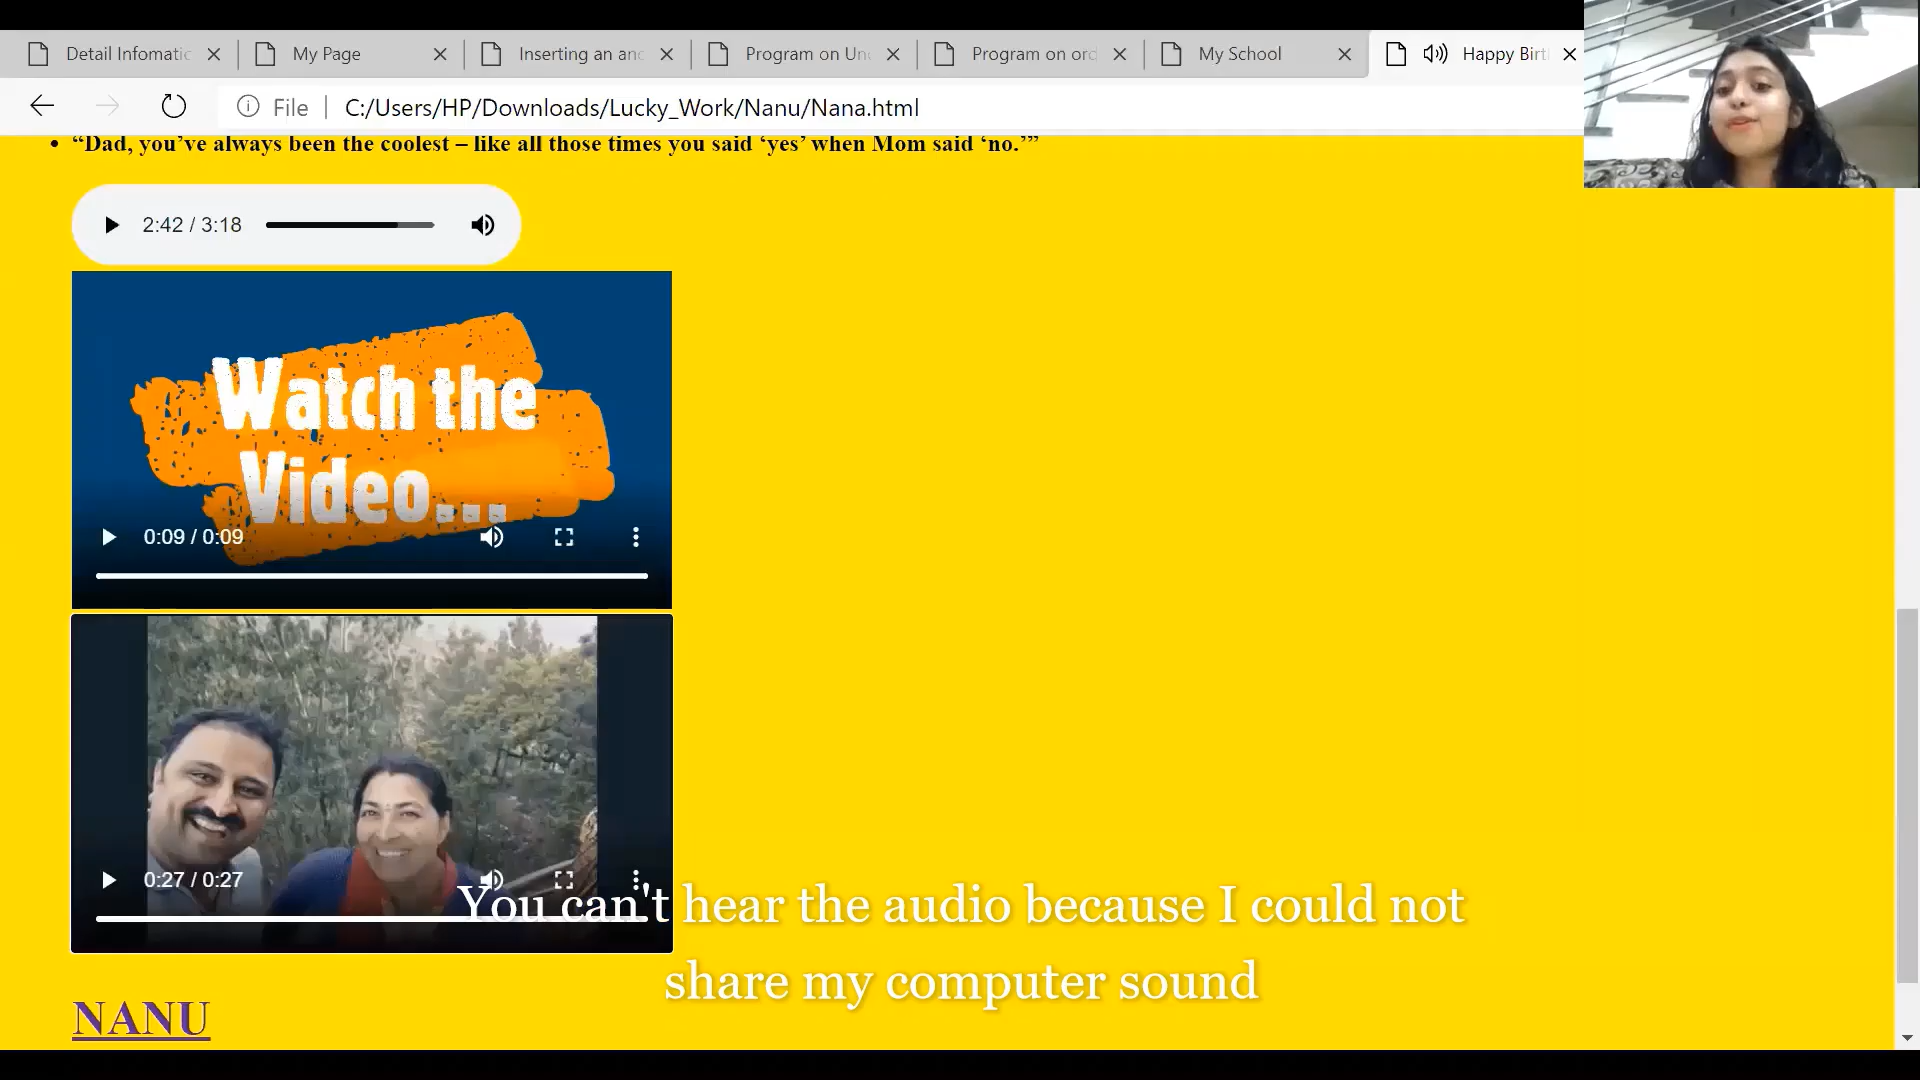 Detail Infomatic
My Page
Inserting an anc
Program on Un
Program on ord
My School
Happy Birt
File | C:/Users/HP/Downloads/Lucky_Work/Nanu/Nana.html
• “Dad, you’ve always been the coolest – like all those times you said ‘yes’ when Mom said ‘no.’”
2:42 / 3:18
Watch the
Video...
0:09 / 0:09
0:27 / 0:27
You can't hear the audio because I could not
share my computer sound
NANU